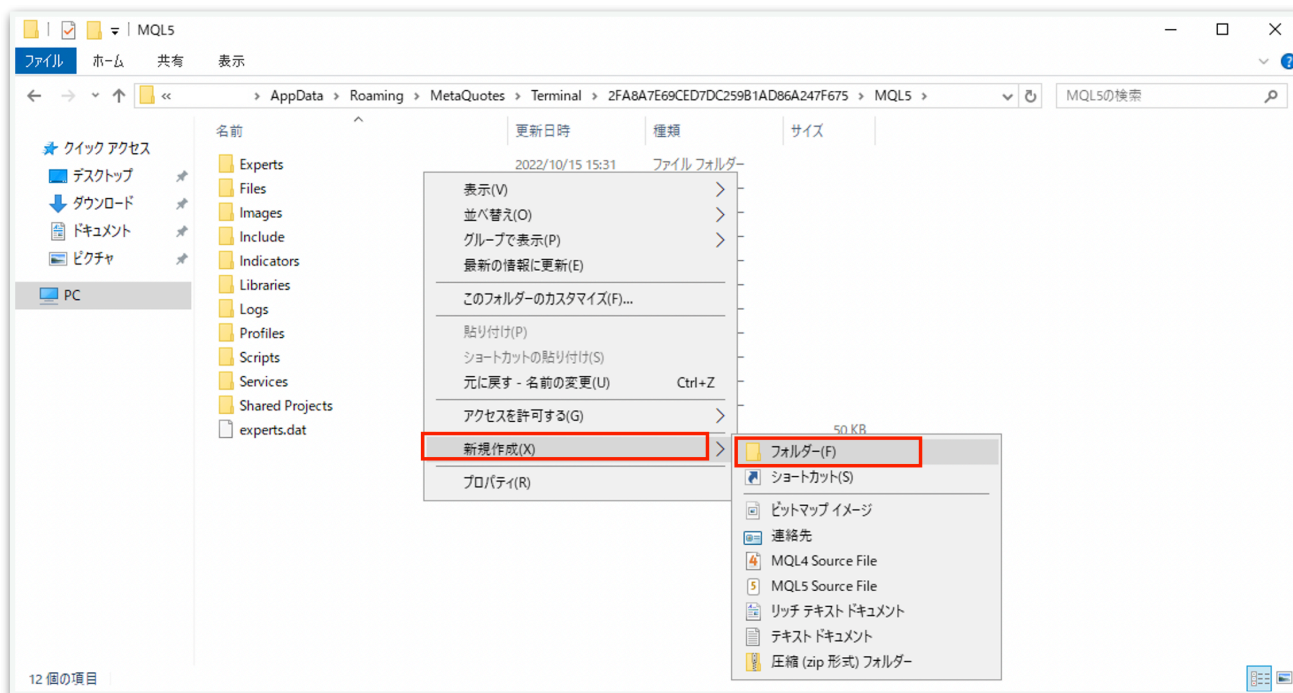 MQL5
ファイル ホーム 共有 表示
« > AppData > Roaming > MetaQuotes > Terminal > 2FA8A7E69CED7DC259B1AD86A247F675 > MQL5 >
MQL5の検索
名前 更新日時 種類 サイズ
クイック アクセス
デスクトップ
ダウンロード
ドキュメント
ピクチャ
PC
Experts 2022/10/15 15:31 ファイル フォルダー
Files
Images
Include
Indicators
Libraries
Logs
Profiles
Scripts
Services
Shared Projects
experts.dat 50 KB
表示(V)
並べ替え(O)
グループで表示(P)
最新の情報に更新(E)
このフォルダーのカスタマイズ(F)...
貼り付け(P)
ショートカットの貼り付け(S)
元に戻す - 名前の変更(U) Ctrl+Z
アクセスを許可する(G)
新規作成(X)
プロパティ(R)
フォルダー(F)
ショートカット(S)
ビットマップ イメージ
連絡先
MQL4 Source File
MQL5 Source File
リッチ テキスト ドキュメント
テキスト ドキュメント
圧縮 (zip 形式) フォルダー
12 個の項目